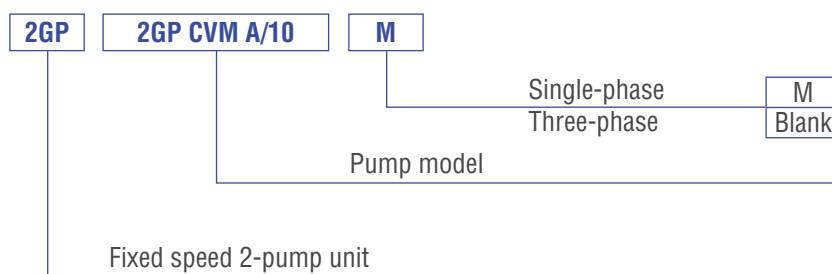 2GP 2GP CVM A/10 M
Single-phase M
Three-phase Blank
Pump model
Fixed speed 2-pump unit